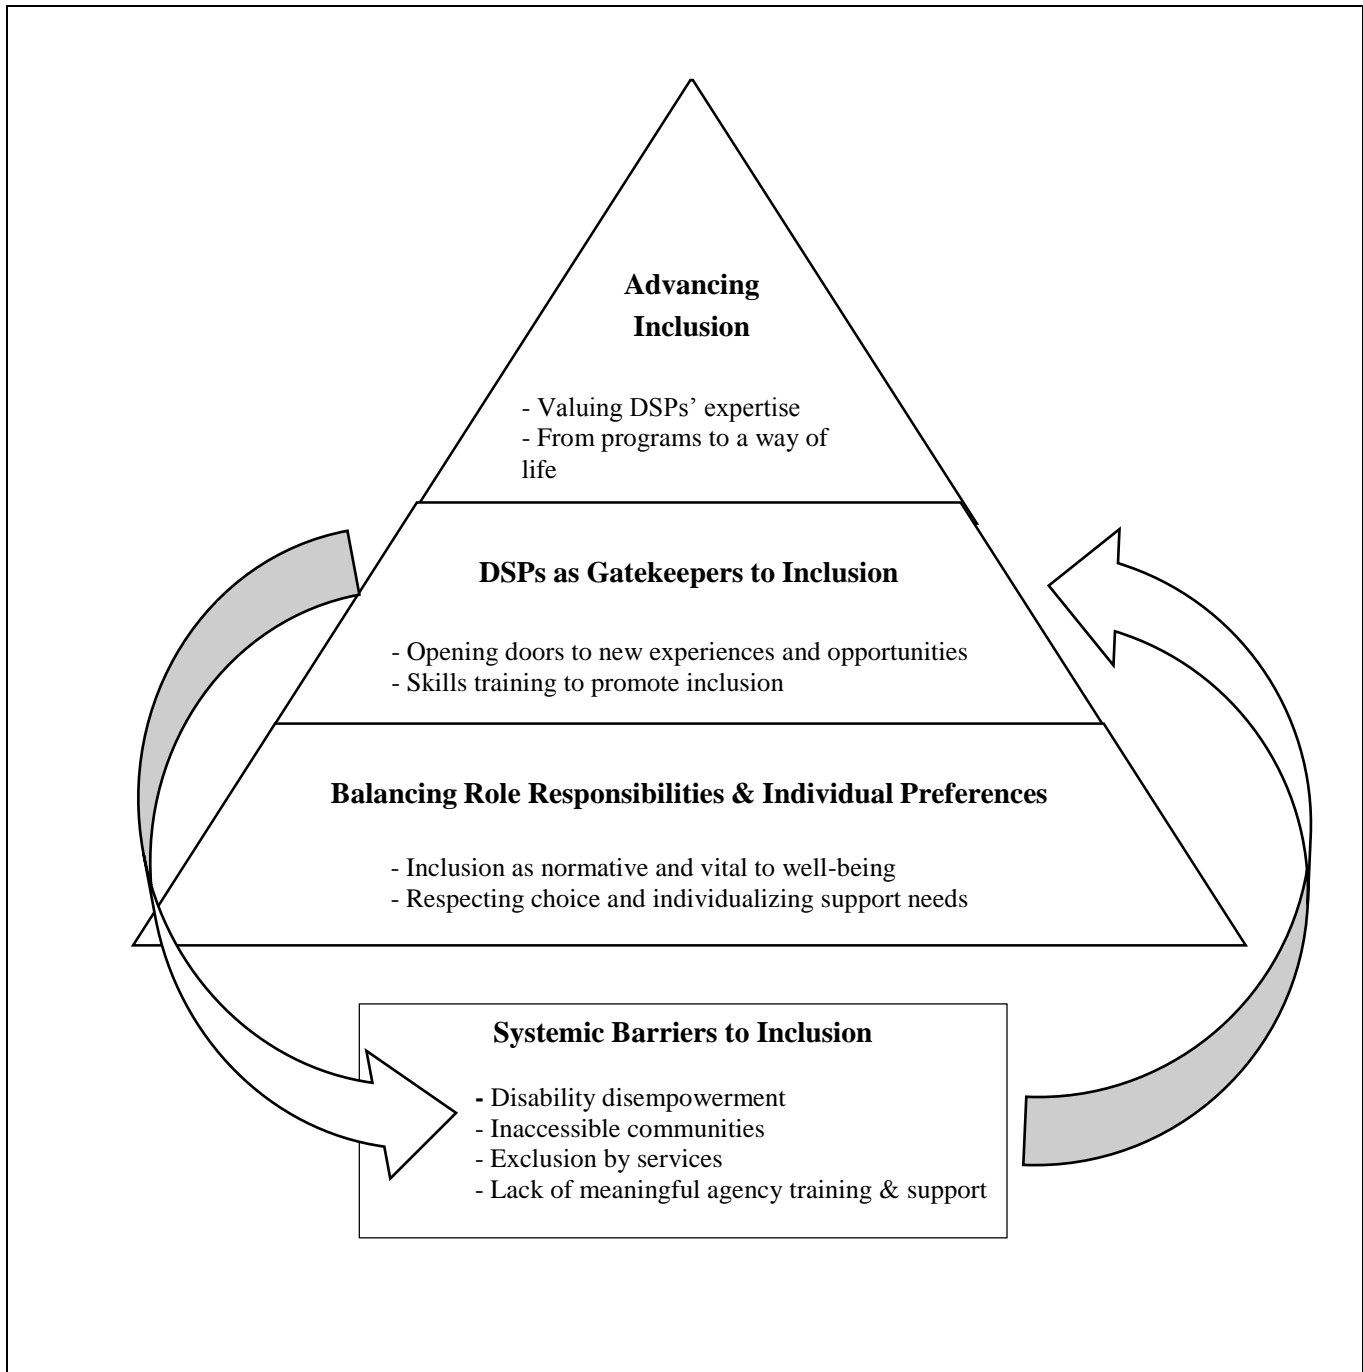 Advancing
Inclusion
- Valuing DSPs’ expertise
- From programs to a way of
life
DSPs as Gatekeepers to Inclusion
- Opening doors to new experiences and opportunities
- Skills training to promote inclusion
Balancing Role Responsibilities & Individual Preferences
- Inclusion as normative and vital to well-being
- Respecting choice and individualizing support needs
Systemic Barriers to Inclusion
- Disability disempowerment
- Inaccessible communities
- Exclusion by services
- Lack of meaningful agency training & support